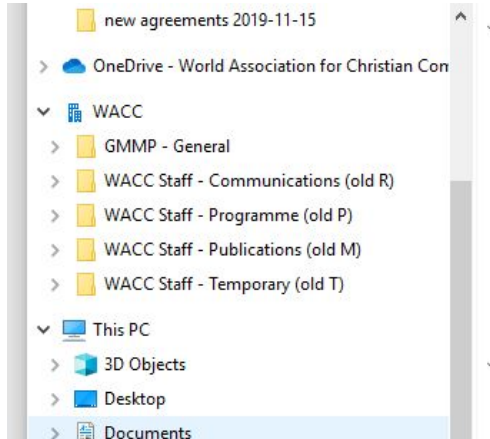 new agreements 2019-11-15
OneDrive - World Association for Christian Com
WACC
GMMP - General
WACC Staff - Communications (old R)
WACC Staff - Programme (old P)
WACC Staff - Publications (old M)
WACC Staff - Temporary (old T)
This PC
3D Objects
Desktop
Documents